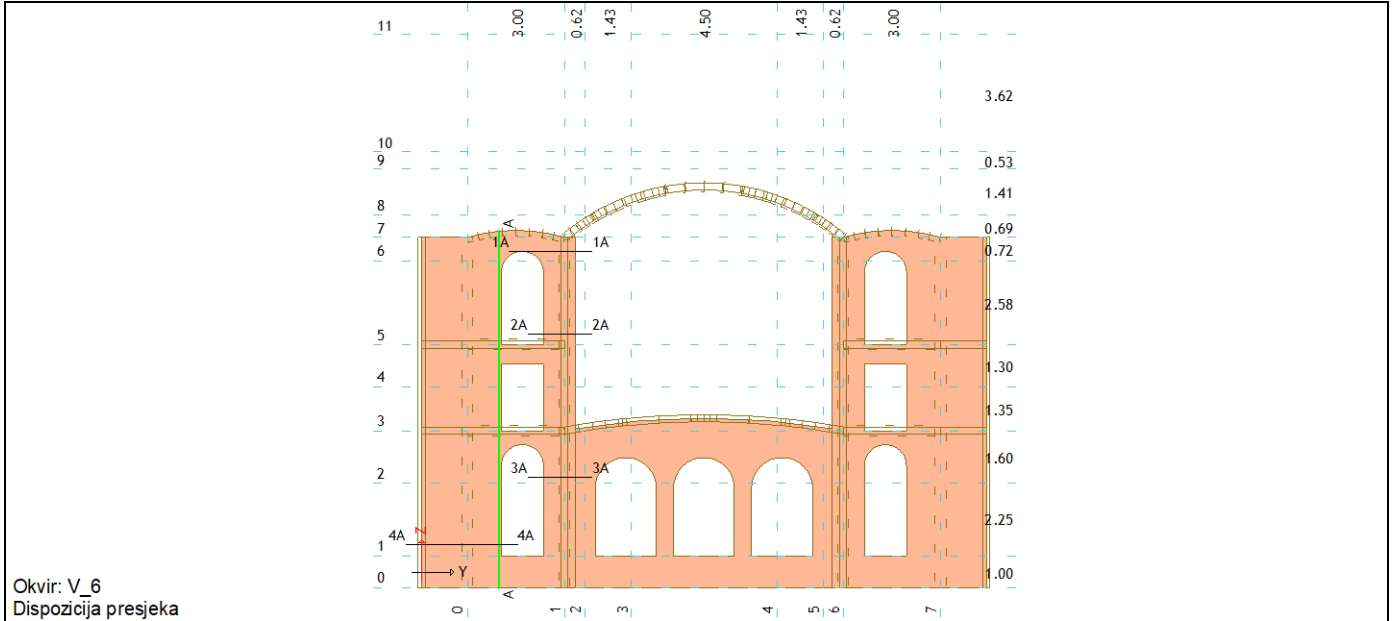 3.00 0.62 1.43 4.50 1.43 0.62 3.00
11
3.62
10
9
0.53
1.41
8
7
A
0.69
1A 1A
6
0.72
2.58
2A 2A
5
1.30
4
1.35
3
1.60
3A 3A
2
2.25
Z
4A 4A
1
Y
0
1.00
A
0 1 2 3 4 5 6 7
Okvir: V_6
Dispozicija presjeka